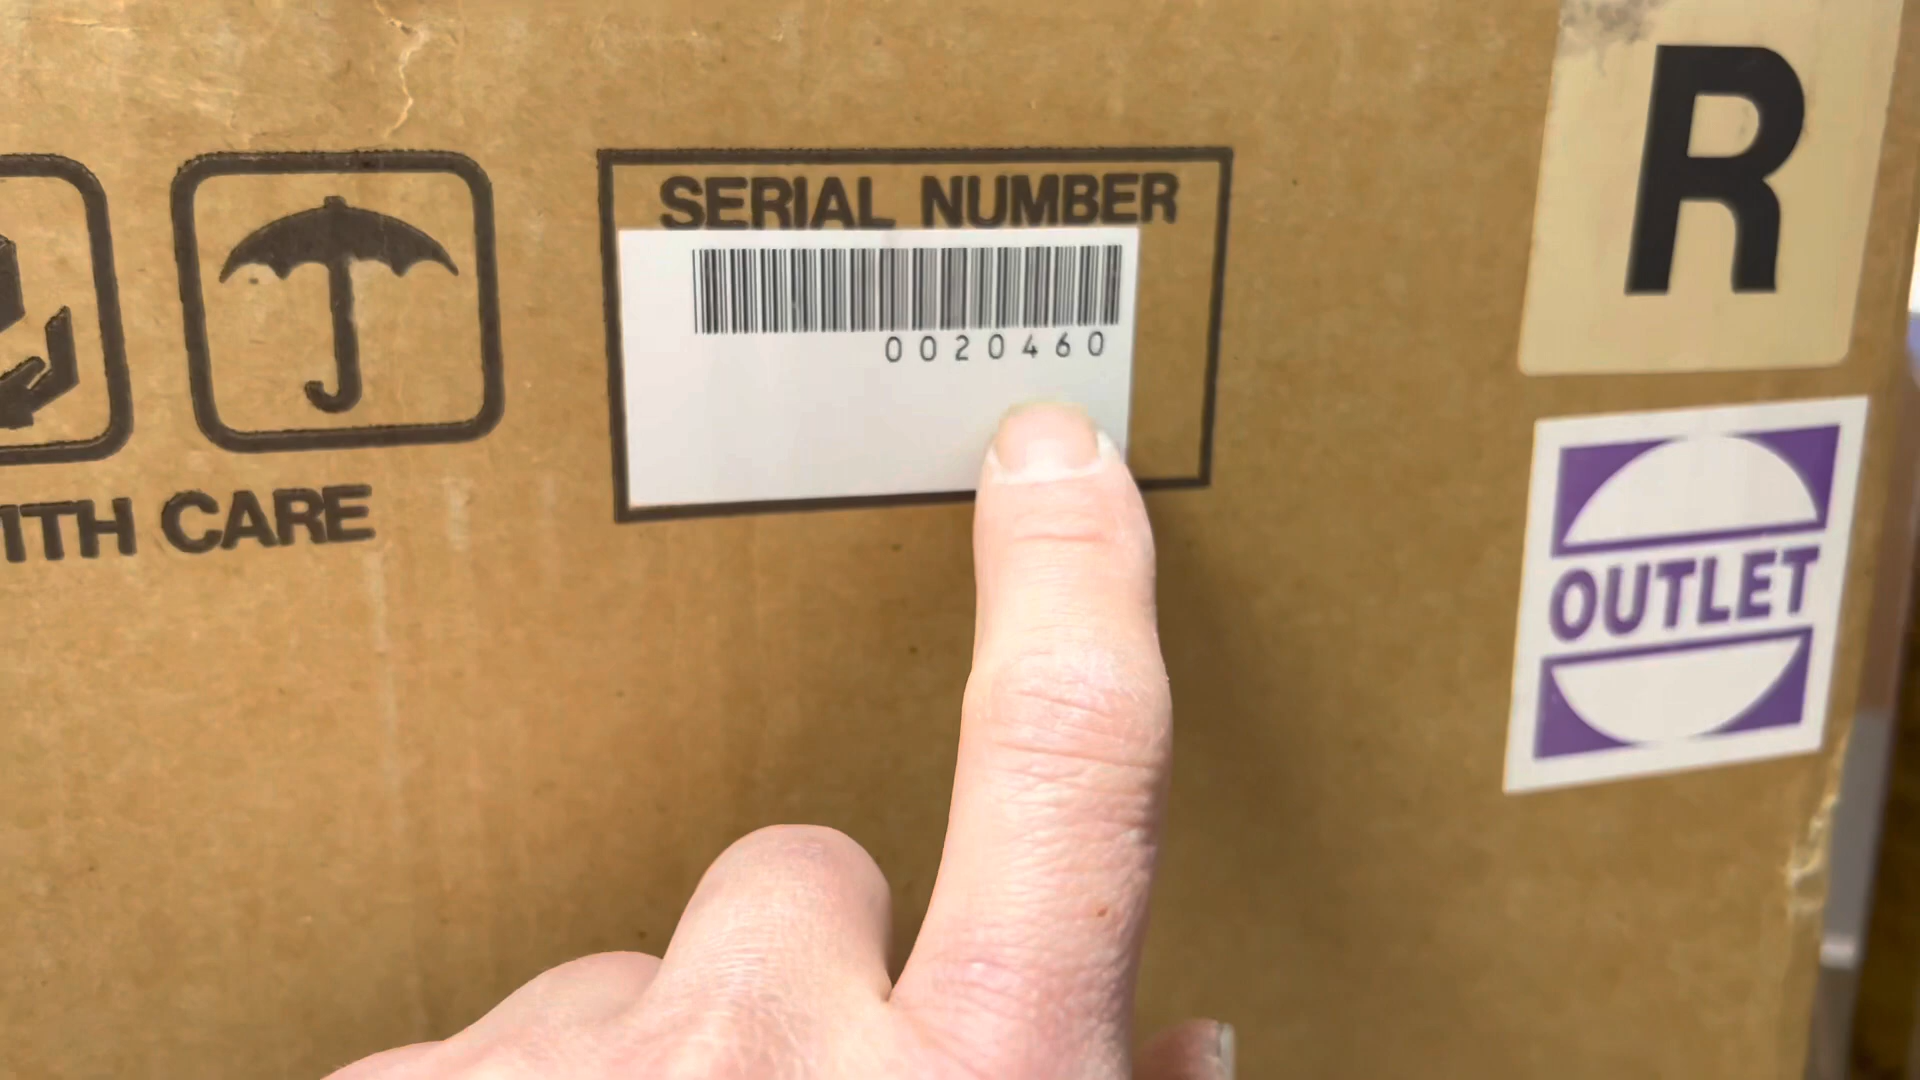 SERIAL NUMBER
0020460
R
OUTLET
ITH CARE